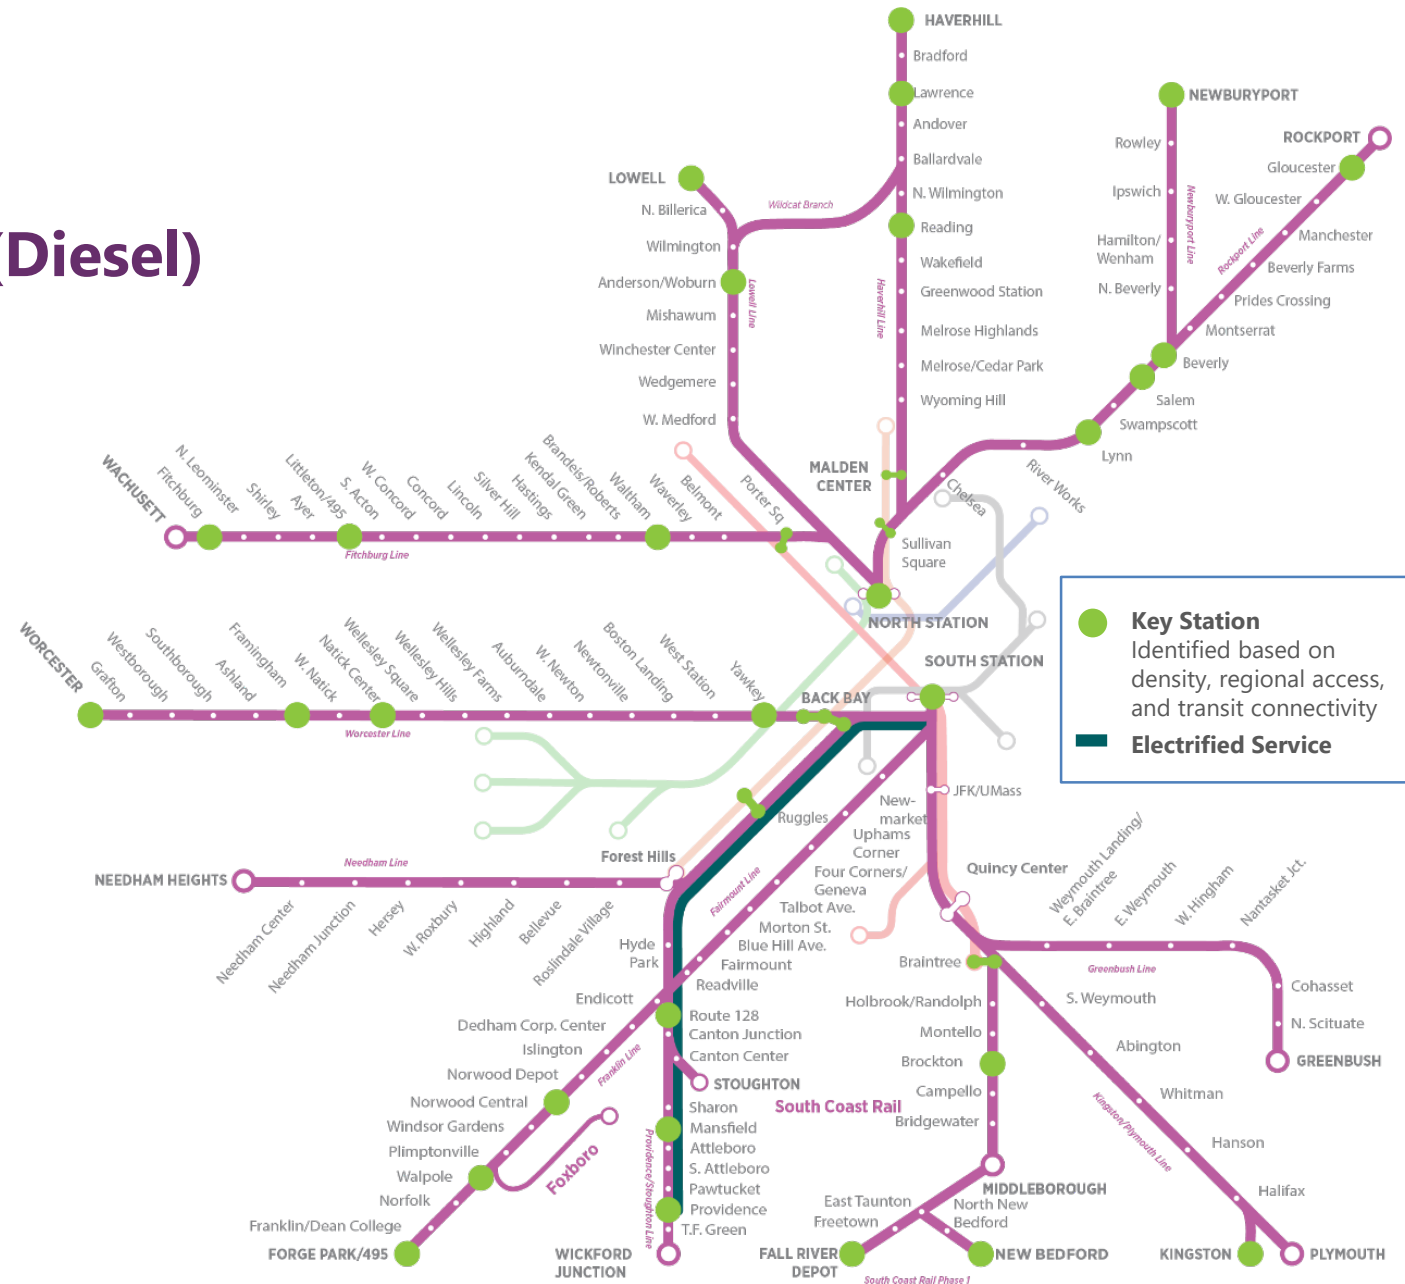 (Diesel)
HAVERHILL
Bradford
Lawrence
Andover
Ballardvale
N. Wilmington
Reading
Wakefield
Greenwood Station
Melrose Highlands
Melrose/Cedar Park
Wyoming Hill
Haverhill Line
MALDEN
CENTER
NEWBURYPORT
Rowley
Ipswich
Hamilton/
Wenham
N. Beverly
Newburyport Line
ROCKPORT
Gloucester
W. Gloucester
Manchester
Beverly Farms
Prides Crossing
Montserrat
Rockport Line
Beverly
Salem
Swampscott
Lynn
River Works
Chelsea
Sullivan
Square
LOWELL
N. Billerica
Wilmington
Wildcat Branch
Anderson/Woburn
Mishawum
Winchester Center
Wedgemere
W. Medford
Lowell Line
WACHUSETT
Fitchburg
N. Leominster
Shirley
Ayer
Littleton/495
S. Acton
W. Concord
Concord
Lincoln
Silver Hill
Hastings
Kendal Green
Brandeis/Roberts
Waltham
Waverley
Belmont
Porter Sq
Fitchburg Line
NORTH STATION
SOUTH STATION
Key Station
Identified based on
density, regional access,
and transit connectivity
Electrified Service
WORCESTER
Grafton
Westborough
Southborough
Ashland
Framingham
W. Natick
Natick Center
Wellesley Square
Wellesley Hills
Wellesley Farms
Auburndale
W. Newton
Newtonville
Boston Landing
West Station
Yawkey
BACK BAY
Worcester Line
Ruggles
Forest Hills
NEEDHAM HEIGHTS
Needham Line
Needham Center
Needham Junction
Hersey
W. Roxbury
Highland
Bellevue
Roslindale Village
New-
market
Uphams
Corner
Four Corners/
Geneva
Talbot Ave.
Morton St.
Blue Hill Ave.
Fairmount
Readville
Fairmount Line
Hyde
Park
Endicott
Dedham Corp. Center
Islington
Norwood Depot
Norwood Central
Windsor Gardens
Plimptonville
Walpole
Norfolk
Franklin/Dean College
FORGE PARK/495
Franklin Line
Foxboro
Route 128
Canton Junction
Canton Center
STOUGHTON
Sharon
Mansfield
Attleboro
S. Attleboro
Pawtucket
Providence
T.F. Green
WICKFORD
JUNCTION
Providence/Stoughton Line
JFK/UMass
Quincy Center
Weymouth Landing/
E. Braintree
E. Weymouth
W. Hingham
Nantasket Jct.
Greenbush Line
Cohasset
N. Scituate
GREENBUSH
Braintree
Holbrook/Randolph
Montello
Brockton
Campello
Bridgewater
South Coast Rail
MIDDLEBOROUGH
East Taunton
Freetown
North New
Bedford
FALL RIVER
DEPOT
NEW BEDFORD
South Coast Rail Phase 1
S. Weymouth
Abington
Whitman
Hanson
Halifax
Kingston/Plymouth Line
KINGSTON
PLYMOUTH